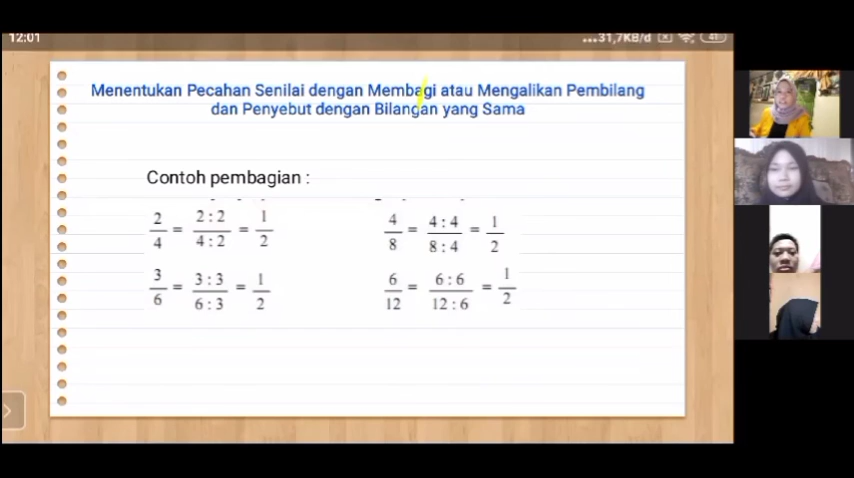 12:01 ...31,7KB/d 41
Menentukan Pecahan Senilai dengan Membagi atau Mengalikan Pembilang
dan Penyebut dengan Bilangan yang Sama
Contoh pembagian :
2/4 = 2 : 2 / 4 : 2 = 1/2
4/8 = 4 : 4 / 8 : 4 = 1/2
3/6 = 3 : 3 / 6 : 3 = 1/2
6/12 = 6 : 6 / 12 : 6 = 1/2